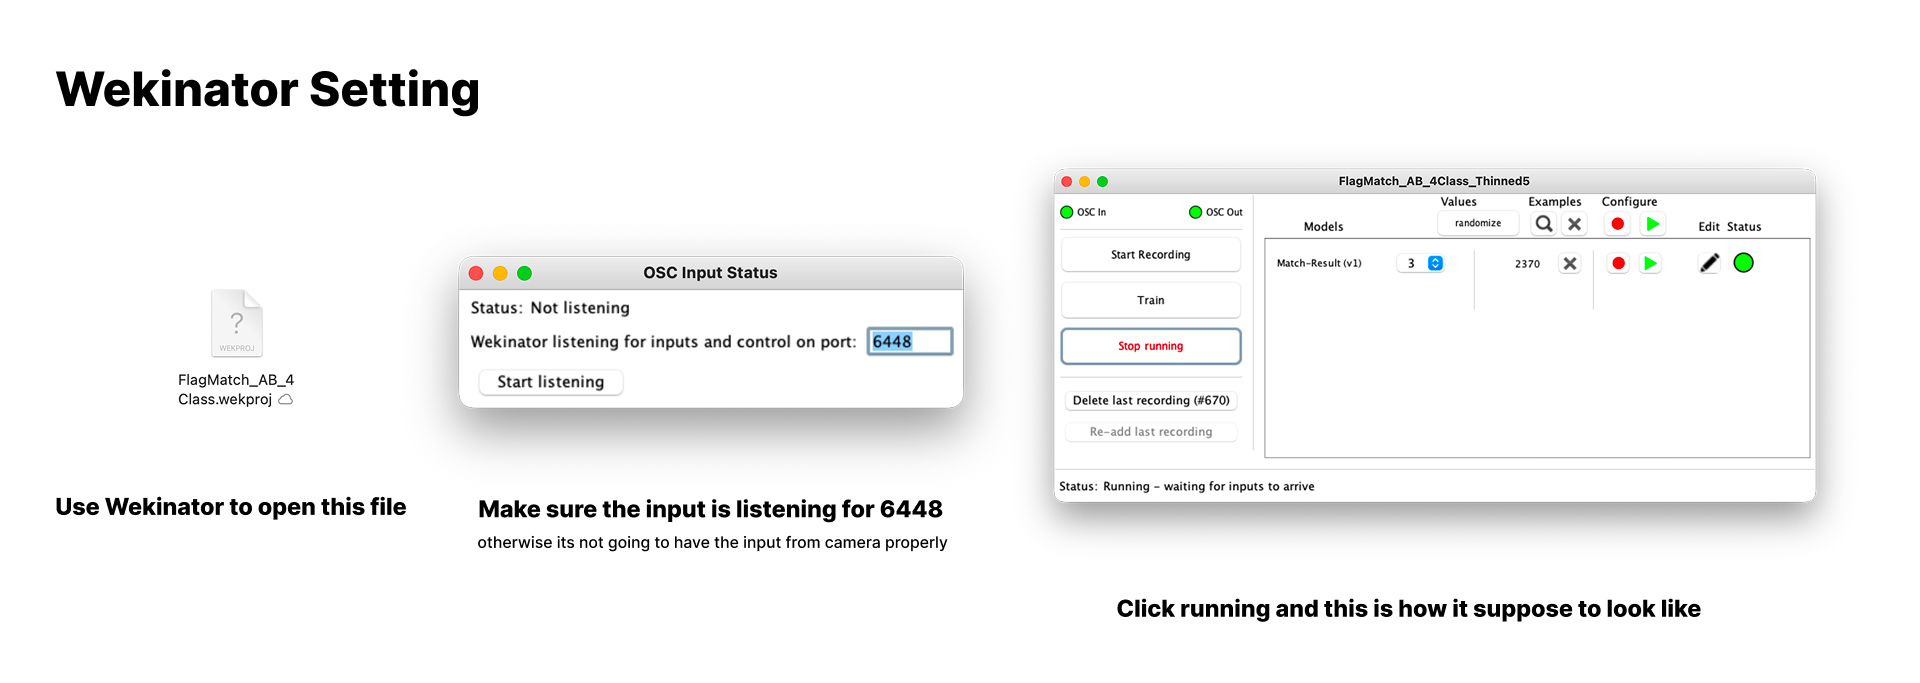 Wekinator Setting
?
WEKPROJ
FlagMatch_AB_4
Class.wekproj
Use Wekinator to open this file
OSC Input Status
Status: Not listening
Wekinator listening for inputs and control on port: 6448
Start listening
Make sure the input is listening for 6448
otherwise its not going to have the input from camera properly
FlagMatch_AB_4Class_Thinned5
OSC In OSC Out
Start Recording
Train
Stop running
Delete last recording (#670)
Re-add last recording
Values Examples Configure
randomize
Models Edit Status
Match-Result (v1) 3 2370
Status: Running - waiting for inputs to arrive
Click running and this is how it suppose to look like